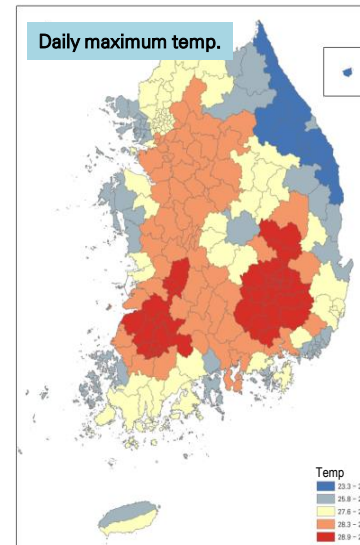 Daily maximum temp.
Temp
23.3 - 2
25.8 - 2
27.6 - 2
28.3 - 2
28.9 - 2